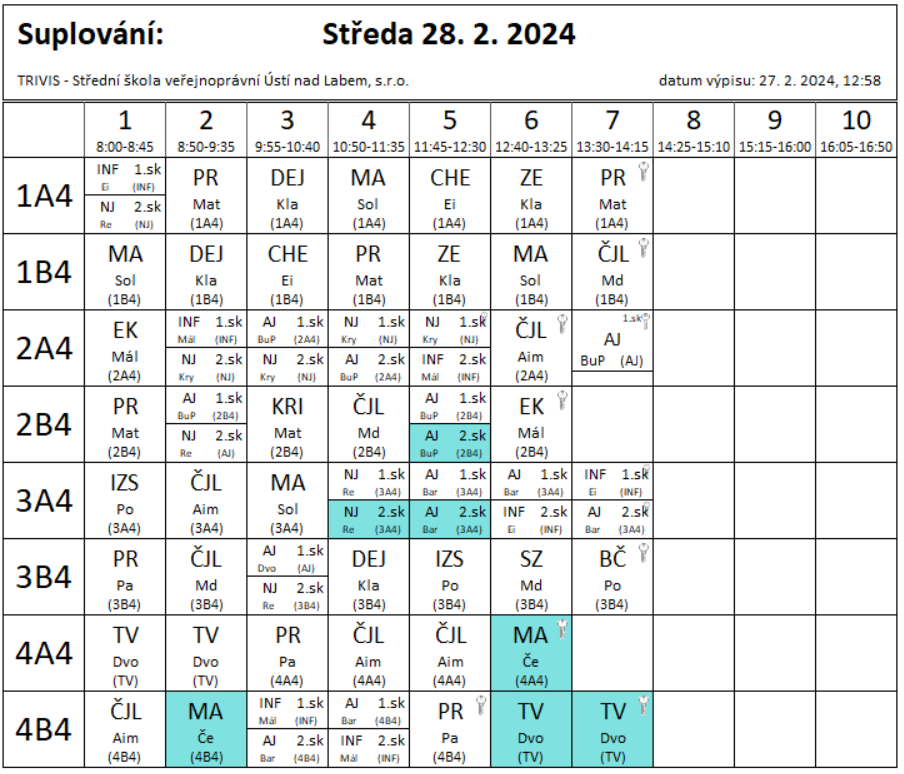 Suplování: Středa 28. 2. 2024
TRIVIS - Střední škola veřejnoprávní Ústí nad Labem, s.r.o. datum výpisu: 27. 2. 2024, 12:58
1 2 3 4 5 6 7 8 9 10
8:00-8:45 8:50-9:35 9:55-10:40 10:50-11:35 11:45-12:30 12:40-13:25 13:30-14:15 14:25-15:10 15:15-16:00 16:05-16:50
1A4
INF 1.sk
Ei (INF)
NJ 2.sk
Re (NJ)
PR
Mat
(1A4)
DEJ
Kla
(1A4)
MA
Sol
(1A4)
CHE
Ei
(1A4)
ZE
Kla
(1A4)
PR
Mat
(1A4)
1B4
MA
Sol
(1B4)
DEJ
Kla
(1B4)
CHE
Ei
(1B4)
PR
Mat
(1B4)
ZE
Kla
(1B4)
MA
Sol
(1B4)
ČJL
Md
(1B4)
2A4
EK
Mál
(2A4)
INF 1.sk
Mál (INF)
NJ 2.sk
Kry (NJ)
AJ 1.sk
BuP (2A4)
NJ 2.sk
Kry (NJ)
NJ 1.sk
Kry (NJ)
AJ 2.sk
BuP (2A4)
NJ 1.sk
Kry (NJ)
INF 2.sk
Mál (INF)
ČJL
Aim
(2A4)
1.sk
AJ
BuP (AJ)
2B4
PR
Mat
(2B4)
AJ 1.sk
BuP (2B4)
NJ 2.sk
Re (AJ)
KRI
Mat
(2B4)
ČJL
Md
(2B4)
AJ 1.sk
BuP (2B4)
AJ 2.sk
BuP (2B4)
EK
Mál
(2B4)
3A4
IZS
Po
(3A4)
ČJL
Aim
(3A4)
MA
Sol
(3A4)
NJ 1.sk
Re (3A4)
NJ 2.sk
Re (3A4)
AJ 1.sk
Bar (3A4)
AJ 2.sk
Bar (3A4)
AJ 1.sk
Bar (3A4)
INF 2.sk
Ei (INF)
INF 1.sk
Ei (INF)
AJ 2.sk
Bar (3A4)
3B4
PR
Pa
(3B4)
ČJL
Md
(3B4)
AJ 1.sk
Dvo (AJ)
NJ 2.sk
Re (3B4)
DEJ
Kla
(3B4)
IZS
Po
(3B4)
SZ
Md
(3B4)
BČ
Po
(3B4)
4A4
TV
Dvo
(TV)
TV
Dvo
(TV)
PR
Pa
(4A4)
ČJL
Aim
(4A4)
ČJL
Aim
(4A4)
MA
Če
(4A4)
4B4
ČJL
Aim
(4B4)
MA
Če
(4B4)
INF 1.sk
Mál (INF)
AJ 2.sk
Bar (4B4)
AJ 1.sk
Bar (4B4)
INF 2.sk
Mál (INF)
PR
Pa
(4B4)
TV
Dvo
(TV)
TV
Dvo
(TV)